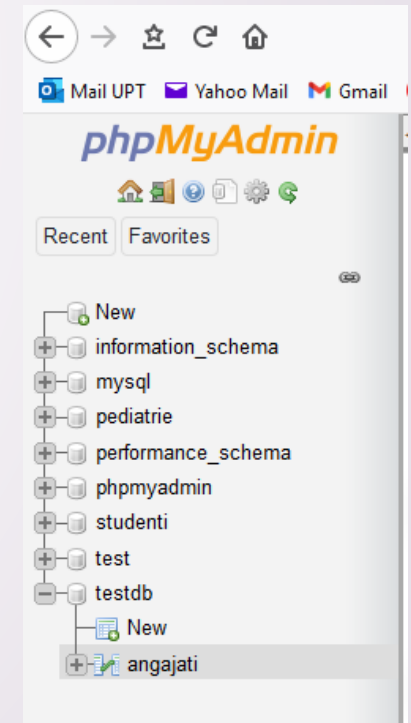 Mail UPT Yahoo Mail Gmail
phpMyAdmin
Recent Favorites
New
information_schema
mysql
pediatrie
performance_schema
phpmyadmin
studenti
test
testdb
New
angajati